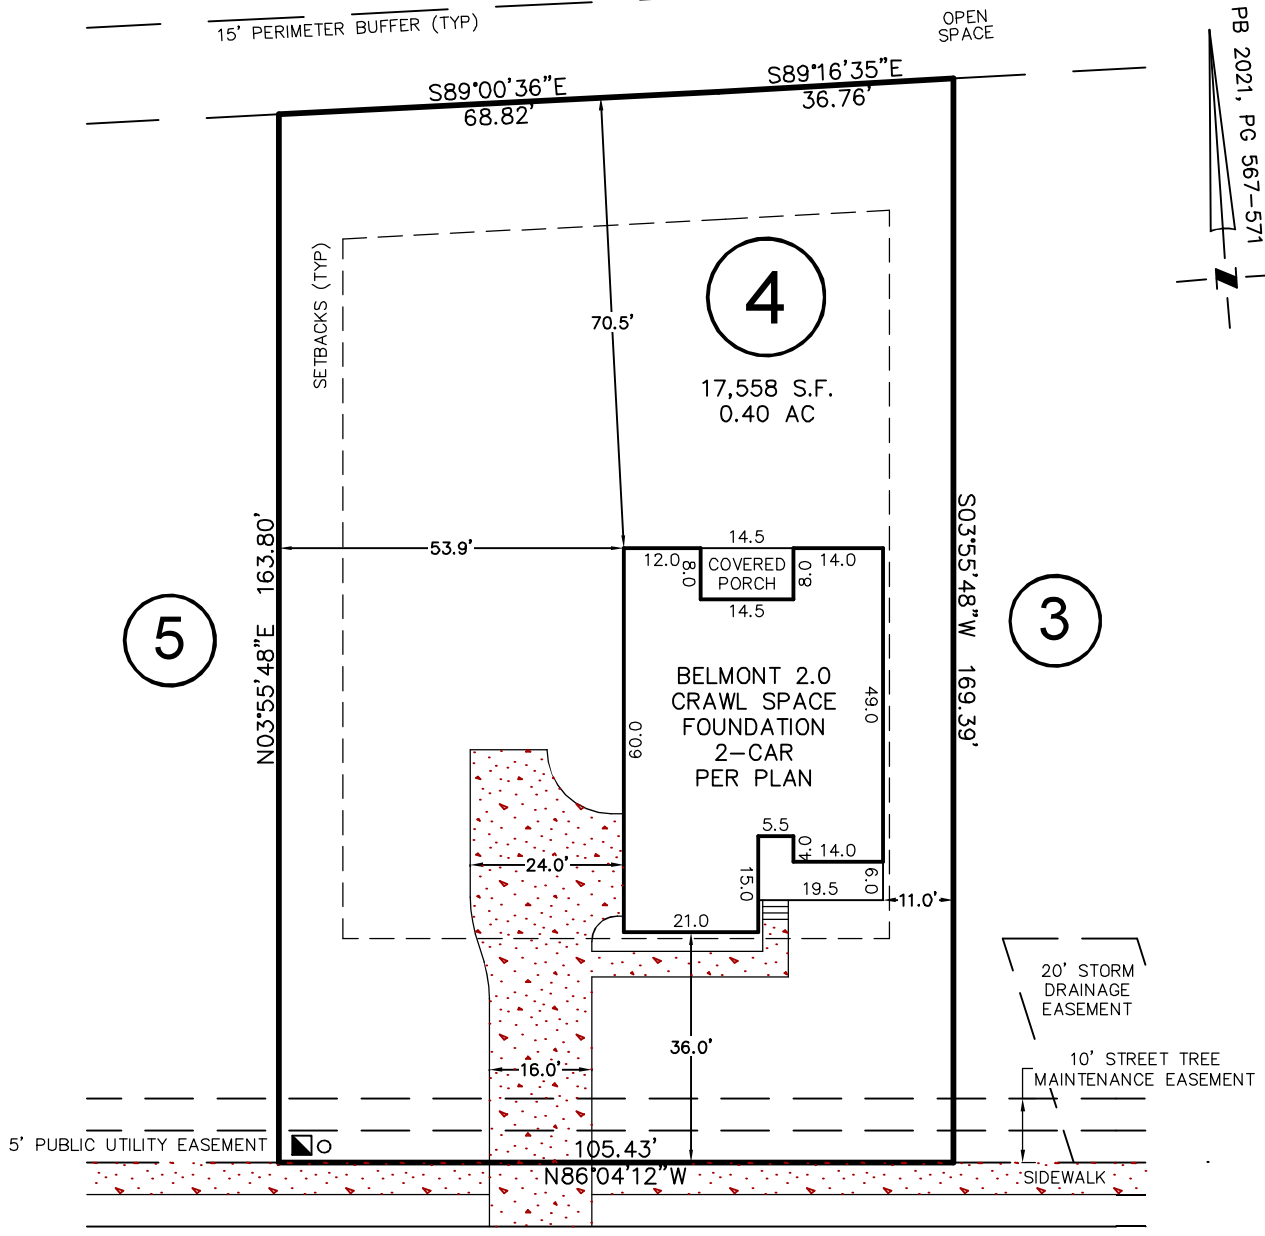 15' PERIMETER BUFFER (TYP)
OPEN
SPACE
PB 2021, PG 567-571
S89°00'36"E
68.82'
S89°16'35"E
36.76'
SETBACKS (TYP)
70.5'
4
17,558 S.F.
0.40 AC
N03°55'48"E 163.80'
53.9'
S03°55'48"W 169.39'
5
3
14.5
12.0
8.0
COVERED
PORCH
8.0
14.0
14.5
BELMONT 2.0
CRAWL SPACE
FOUNDATION
2-CAR
PER PLAN
60.0
49.0
5.5
4.0
14.0
24.0'
15.0
19.5
6.0
11.0'
21.0
20' STORM
DRAINAGE
EASEMENT
36.0'
16.0'
10' STREET TREE
MAINTENANCE EASEMENT
5' PUBLIC UTILITY EASEMENT
105.43'
N86°04'12"W
SIDEWALK